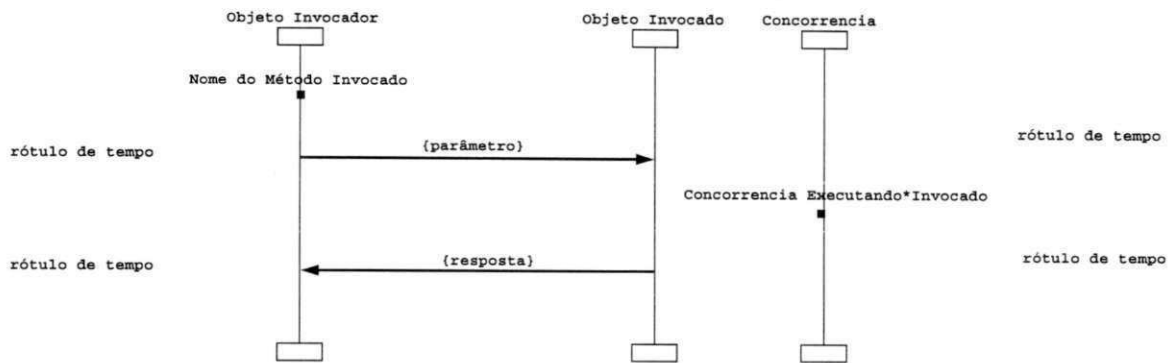 Objeto Invocador
Objeto Invocado
Concorrencia
Nome do Método Invocado
rótulo de tempo
{parâmetro}
rótulo de tempo
Concorrencia Executando*Invocado
rótulo de tempo
{resposta}
rótulo de tempo